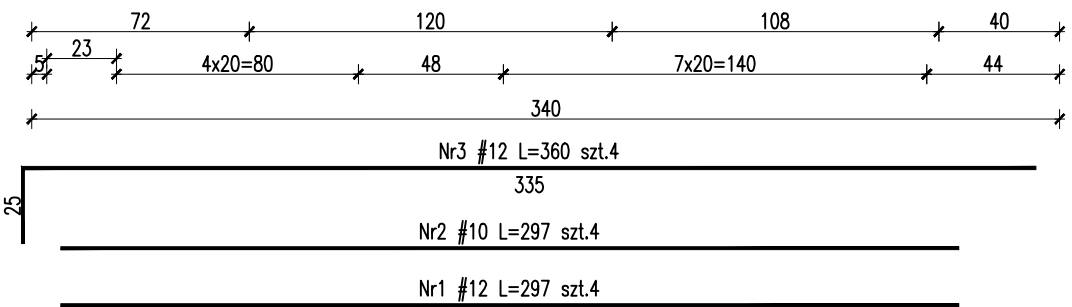 72 120 108 40
5 23 4x20=80 48 7x20=140 44
340
Nr3 #12 L=360 szt.4
335
25
Nr2 #10 L=297 szt.4
Nr1 #12 L=297 szt.4